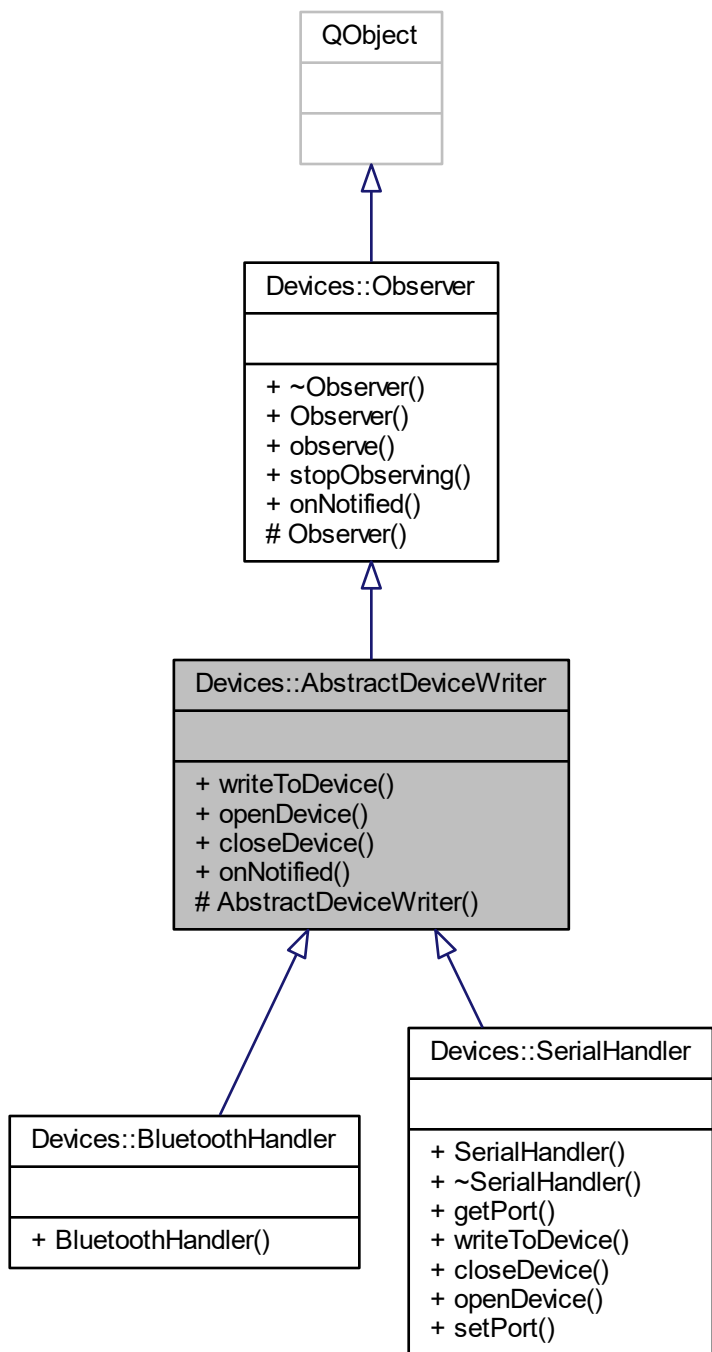 QObject
Devices::Observer
+ ~Observer()
+ Observer()
+ observe()
+ stopObserving()
+ onNotified()
# Observer()
Devices::AbstractDeviceWriter
+ writeToDevice()
+ openDevice()
+ closeDevice()
+ onNotified()
# AbstractDeviceWriter()
Devices::BluetoothHandler
+ BluetoothHandler()
Devices::SerialHandler
+ SerialHandler()
+ ~SerialHandler()
+ getPort()
+ writeToDevice()
+ closeDevice()
+ openDevice()
+ setPort()